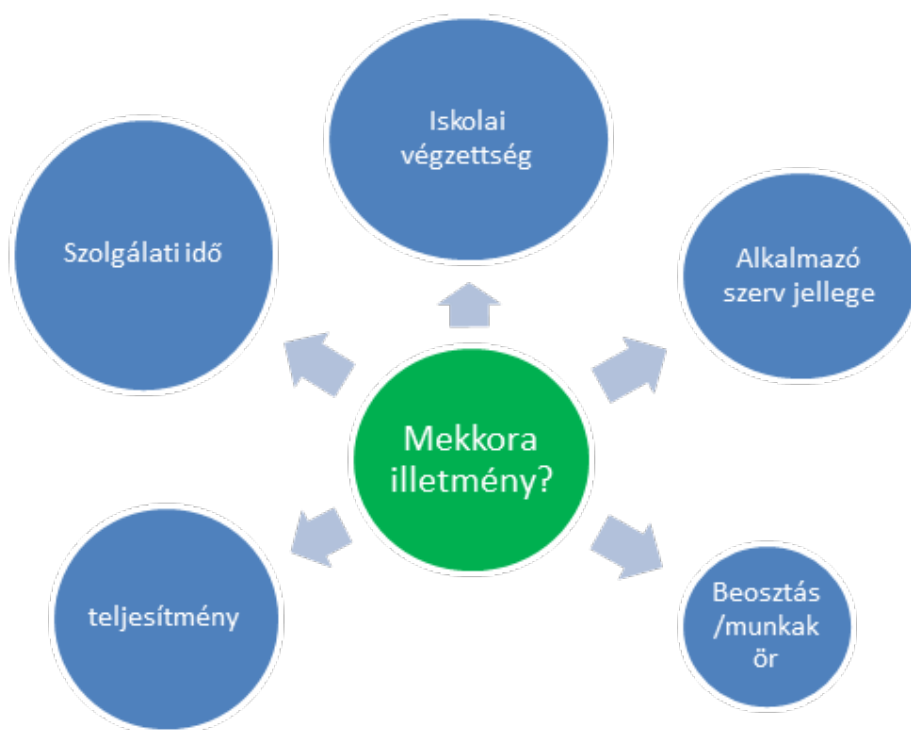 Iskolai
végzettség
Szolgálati idő
Alkalmazó
szerv jellege
Mekkora
illetmény?
teljesítmény
Beosztás
/munkak
ör